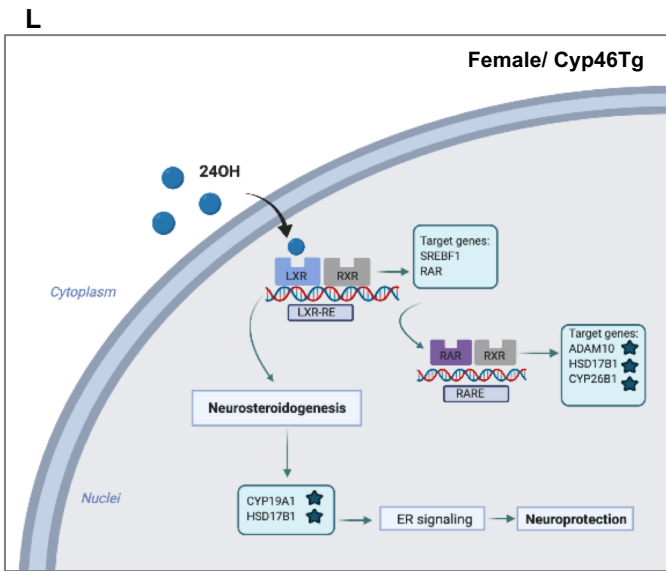 L
Female/ Cyp46Tg
24OH
Cytoplasm
LXR
RXR
LXR-RE
Target genes:
SREBF1
RAR
RAR
RXR
RARE
Target genes:
ADAM10
HSD17B1
CYP26B1
Neurosteroidogenesis
Nuclei
CYP19A1
HSD17B1
ER signaling
Neuroprotection